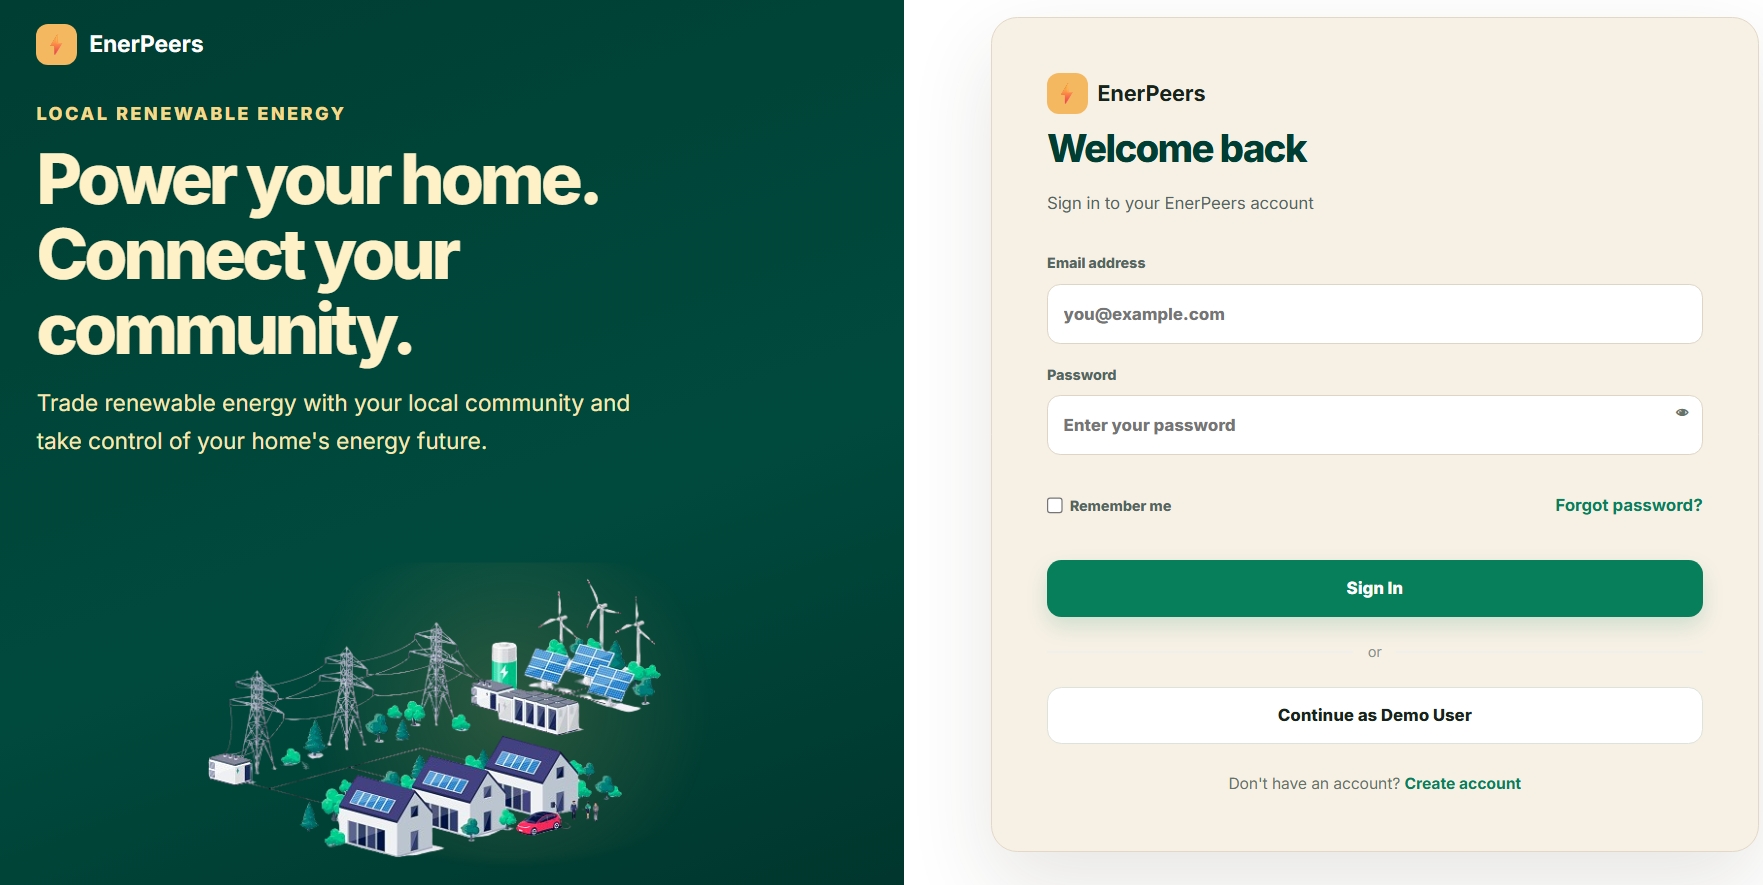 EnerPeers
LOCAL RENEWABLE ENERGY
Power your home.
Connect your
community.
Trade renewable energy with your local community and
take control of your home's energy future.
EnerPeers
Welcome back
Sign in to your EnerPeers account
Email address
you@example.com
Password
Enter your password
Remember me
Forgot password?
Sign In
or
Continue as Demo User
Don't have an account? Create account